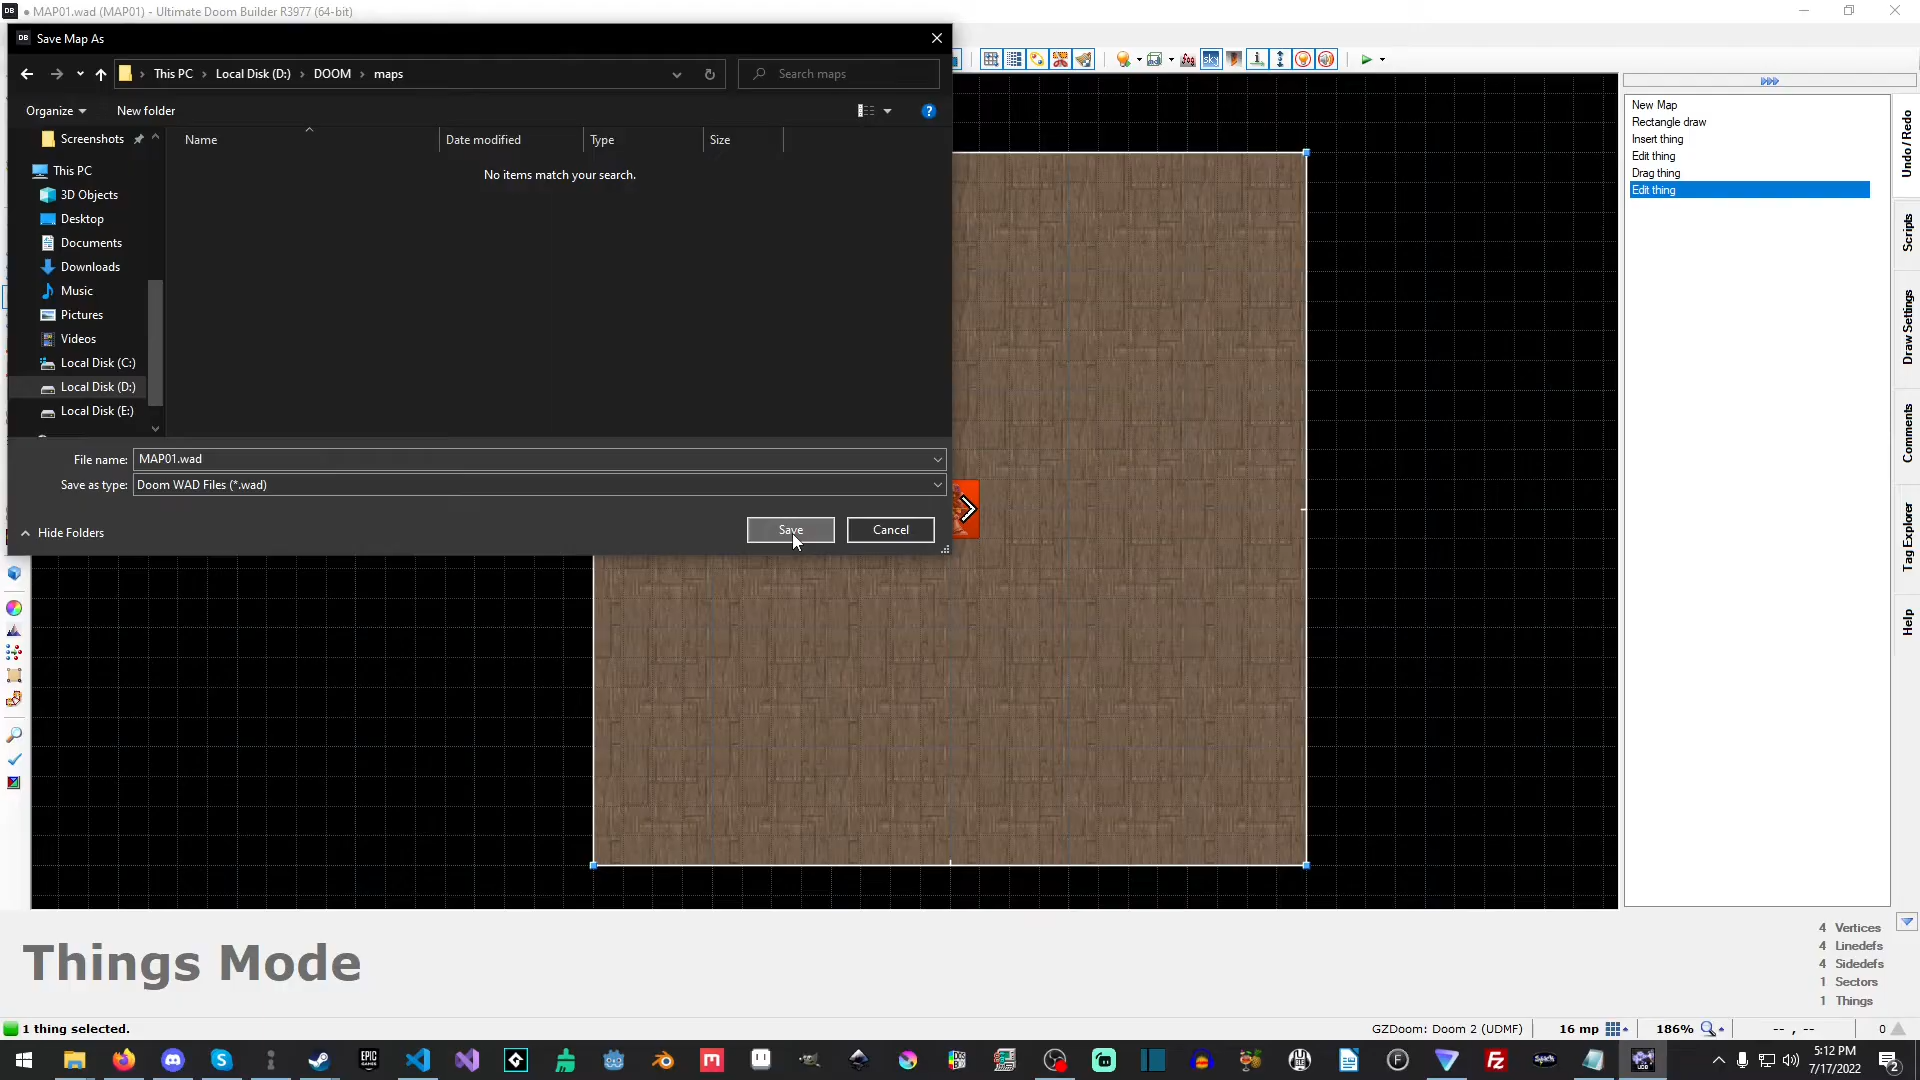 MAP01.wad (MAP01) - Ultimate Doom Builder R3977 (64-bit)
Save Map As
This PC > Local Disk (D:) > DOOM > maps
Search maps
Organize
New folder
Name
Date modified
Type
Size
No items match your search.
Screenshots
This PC
3D Objects
Desktop
Documents
Downloads
Music
Pictures
Videos
Local Disk (C:)
Local Disk (D:)
Local Disk (E:)
File name: MAP01.wad
Save as type: Doom WAD Files (*.wad)
Hide Folders
Save
Cancel
New Map
Rectangle draw
Insert thing
Edit thing
Drag thing
Edit thing
Undo / Redo
Scripts
Draw Settings
Comments
Tag Explorer
Help
Things Mode
4 Vertices
4 Linedefs
4 Sidedefs
1 Sectors
1 Things
1 thing selected.
GZDoom: Doom 2 (UDMF)
16 mp
186%
-- , --
0
5:12 PM
7/17/2022
2